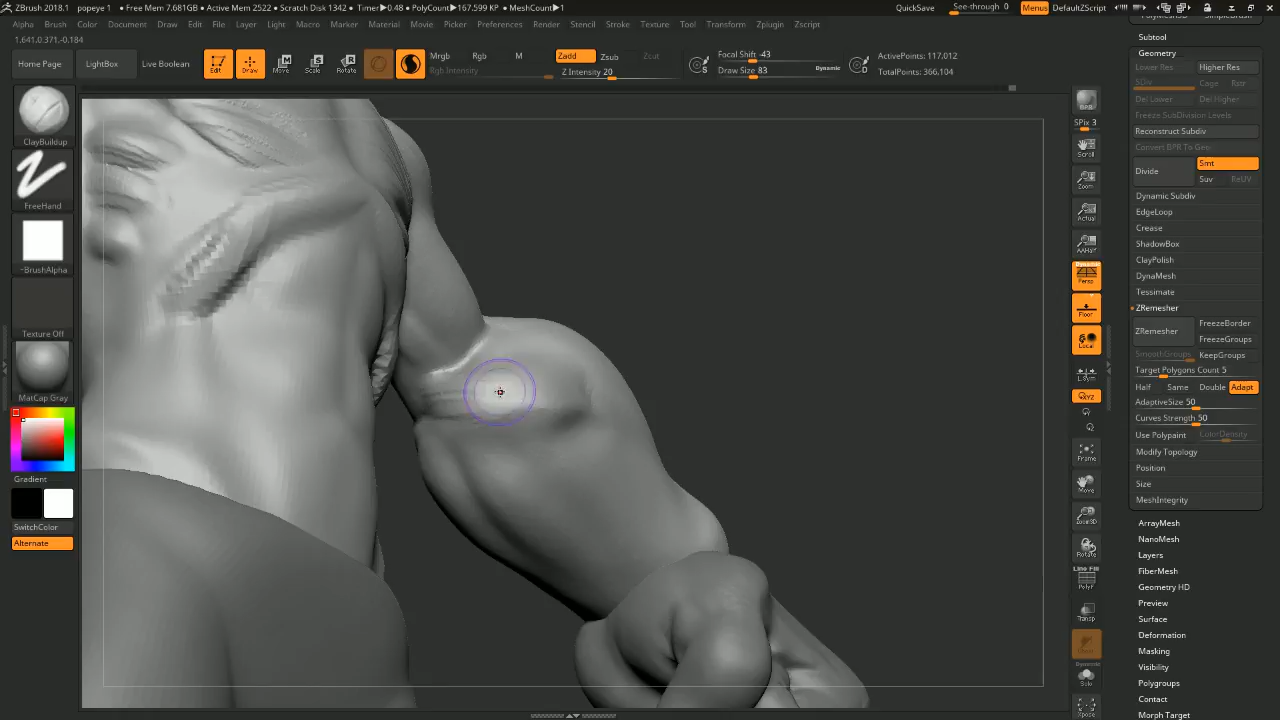 ZBrush 2018.1 popeye 1 • Free Mem 7.681GB • Active Mem 2522 • Scratch Disk 1342 • Timer▶0.48 • PolyCount▶167.599 KP • MeshCount▶1 QuickSave See-through 0 Menus DefaultZScript
Alpha Brush Color Document Draw Edit File Layer Light Macro Marker Material Movie Picker Preferences Render Stencil Stroke Texture Tool Transform Zplugin Zscript
1.641,0.371,-0.184
Home Page
LightBox
Live Boolean
Edit
Draw
Move
Scale
Rotate
Mrgb
Rgb
M
Rgb Intensity
Zadd
Zsub
Zcut
Z Intensity 20
Focal Shift -43
Draw Size 83
Dynamic
ActivePoints: 117,012
TotalPoints: 366,104
ClayBuildup
FreeHand
~BrushAlpha
Texture Off
MatCap Gray
Gradient
SwitchColor
Alternate
BPR
SPix 3
Scroll
Zoom
Actual
AAHalf
Dynamic
Persp
Floor
Local
L.Sym
XYZ
Frame
Move
Zoom3D
Rotate
Line Fill
PolyF
Transp
Dynamic
Solo
Xpose
PolyMesh3D SimpleBrush
Subtool
Geometry
Lower Res
Higher Res
SDiv
Cage
Rstr
Del Lower
Del Higher
Freeze SubDivision Levels
Reconstruct Subdiv
Convert BPR To Geo
Divide
Smt
Suv
ReUV
Dynamic Subdiv
EdgeLoop
Crease
ShadowBox
ClayPolish
DynaMesh
Tessimate
ZRemesher
ZRemesher
FreezeBorder
FreezeGroups
SmoothGroups
KeepGroups
Target Polygons Count 5
Half
Same
Double
Adapt
AdaptiveSize 50
Curves Strength 50
Use Polypaint
ColorDensity
Modify Topology
Position
Size
MeshIntegrity
ArrayMesh
NanoMesh
Layers
FiberMesh
Geometry HD
Preview
Surface
Deformation
Masking
Visibility
Polygroups
Contact
Morph Target